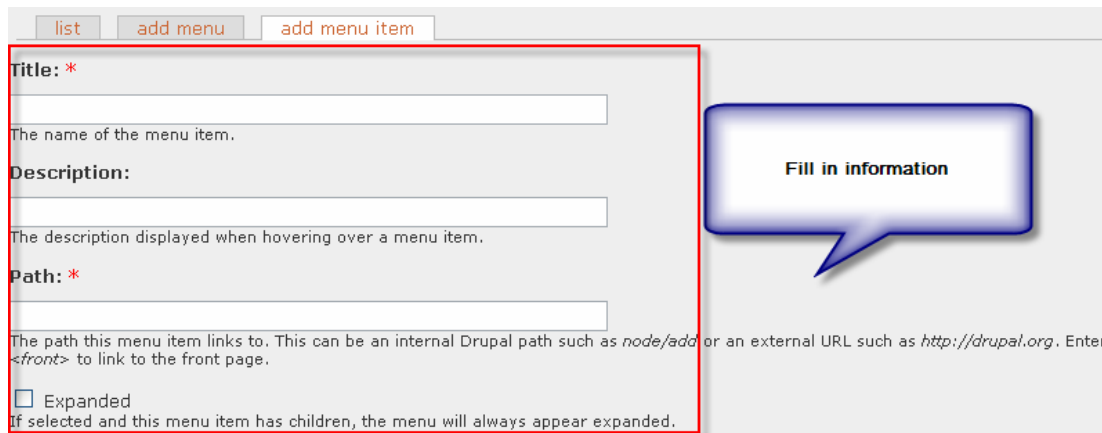 list add menu add menu item
Title: *
The name of the menu item.
Description:
The description displayed when hovering over a menu item.
Path: *
The path this menu item links to. This can be an internal Drupal path such as node/add or an external URL such as http://drupal.org. Enter
<front> to link to the front page.
Expanded
If selected and this menu item has children, the menu will always appear expanded.
Fill in information